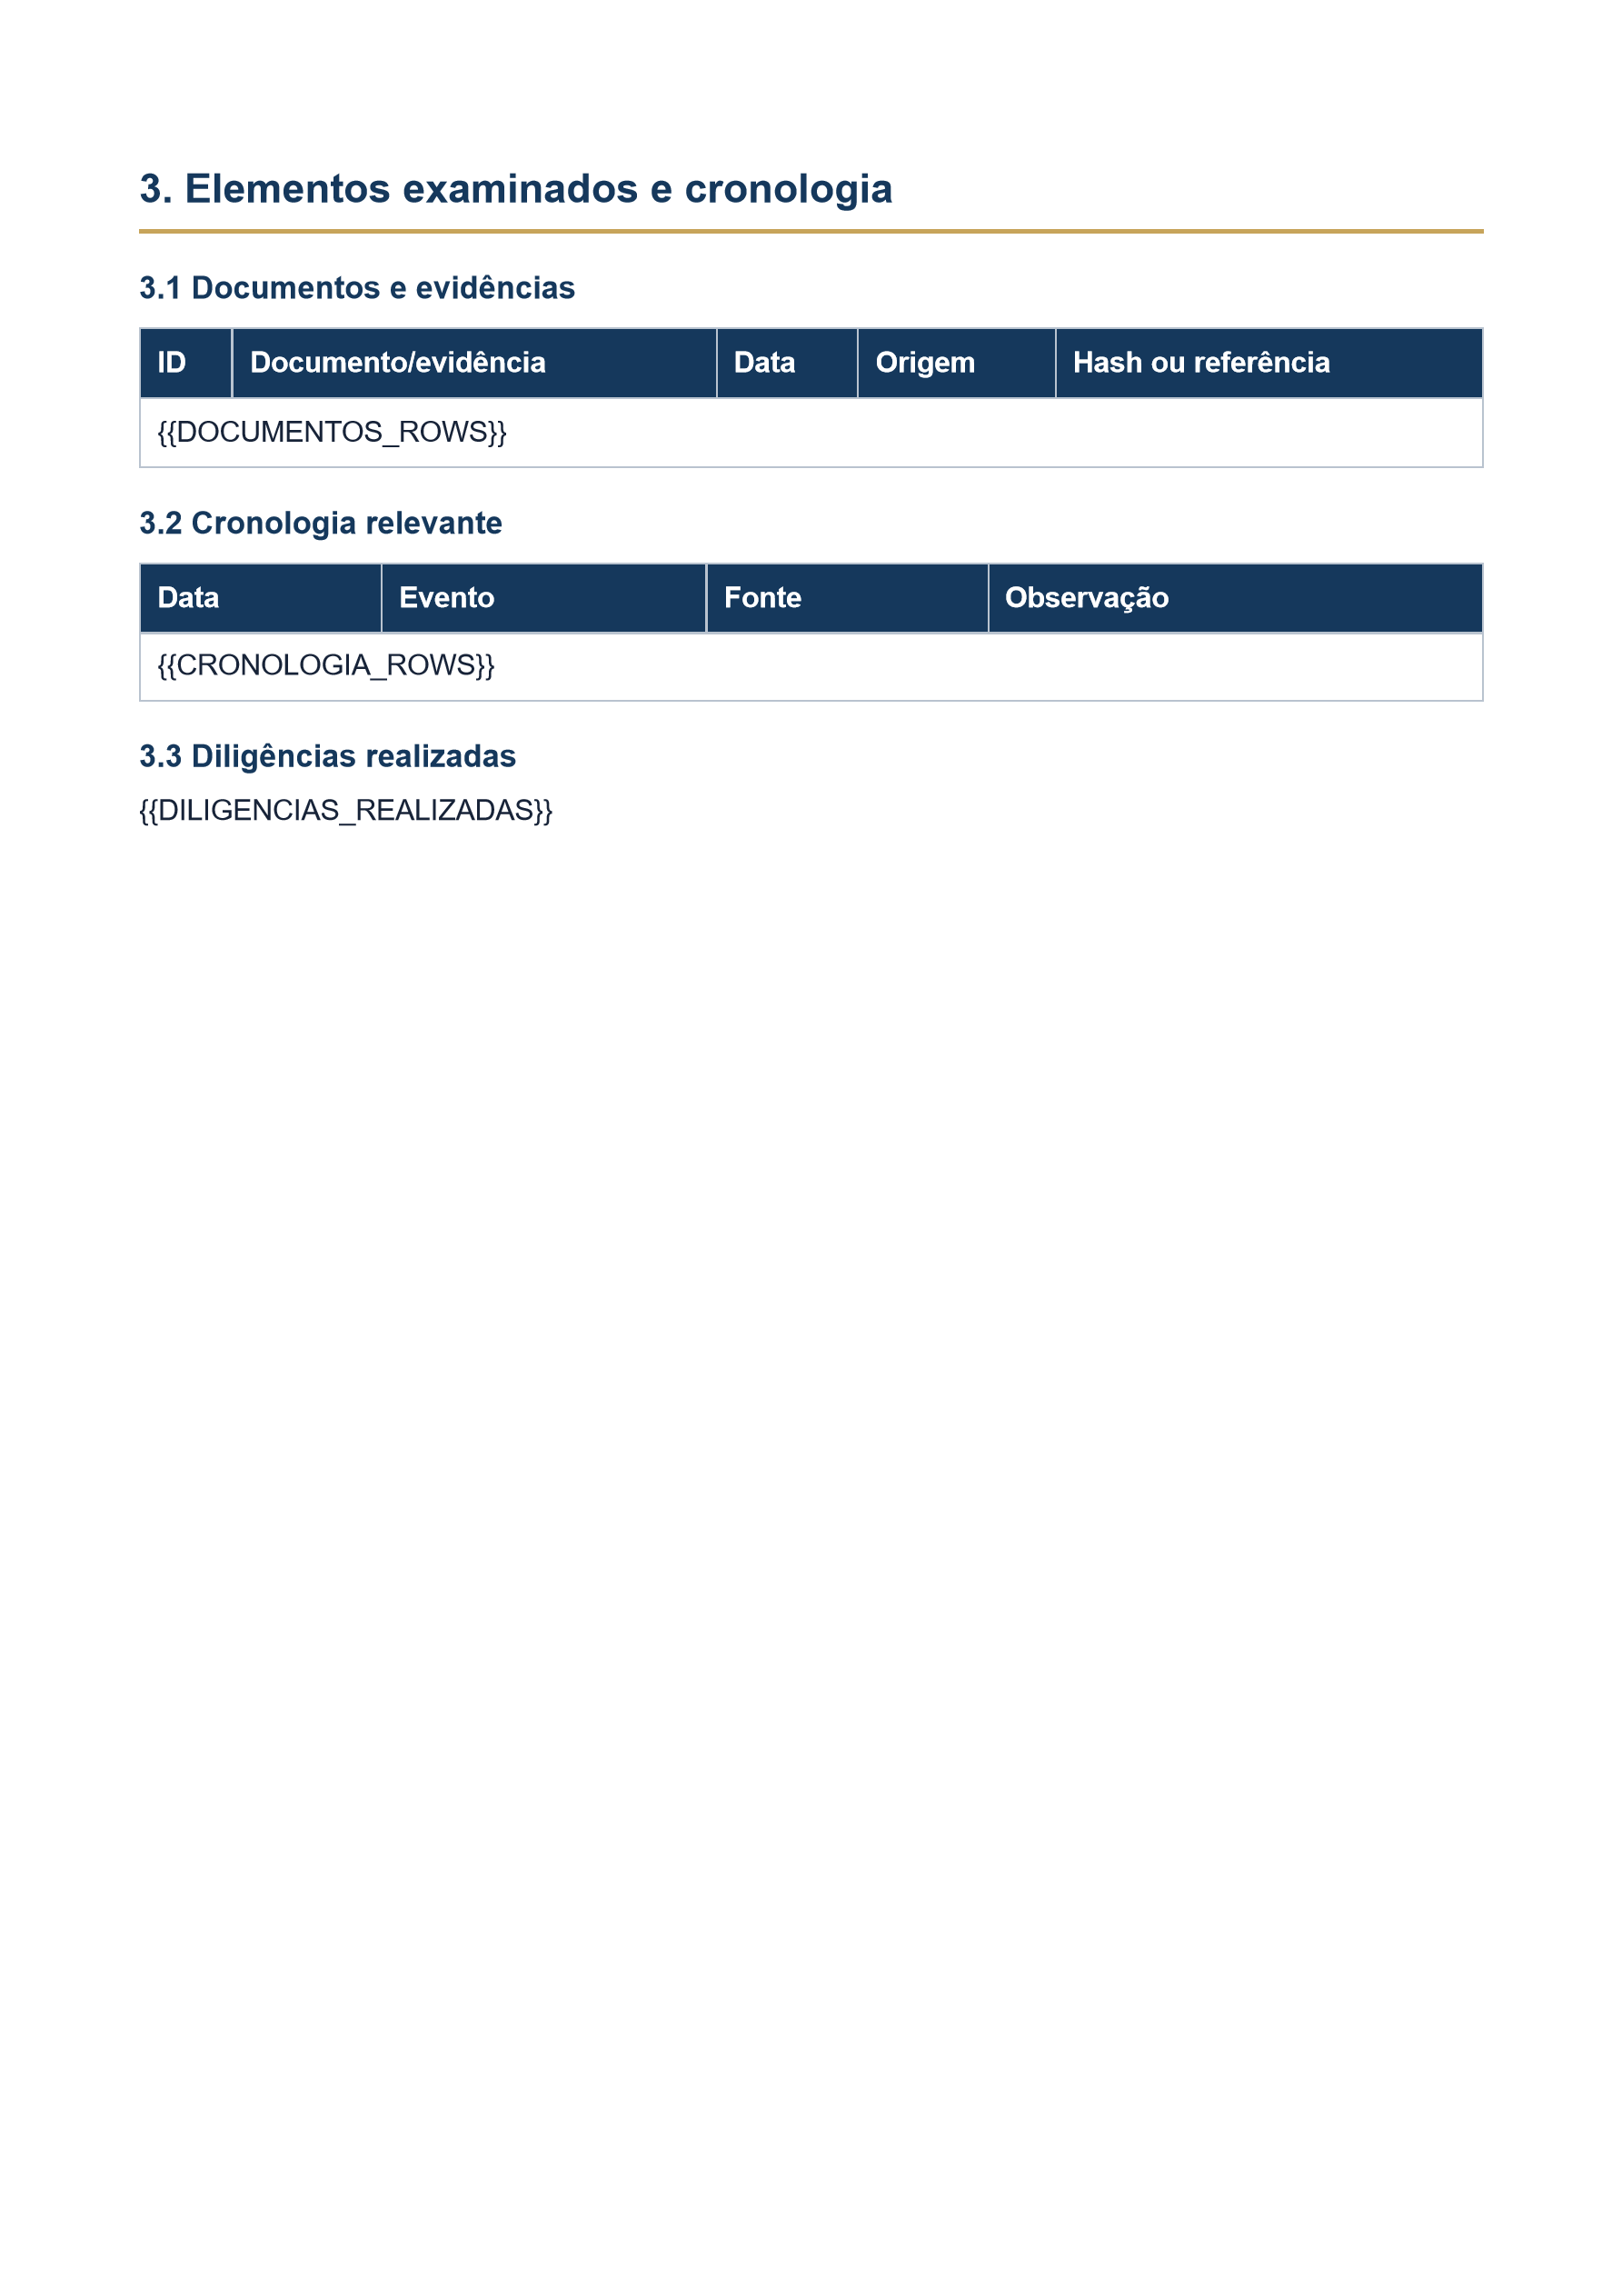 3. Elementos examinados e cronologia
3.1 Documentos e evidências
ID Documento/evidência Data Origem Hash ou referência
{{DOCUMENTOS_ROWS}}
3.2 Cronologia relevante
Data Evento Fonte Observação
{{CRONOLOGIA_ROWS}}
3.3 Diligências realizadas
{{DILIGENCIAS_REALIZADAS}}